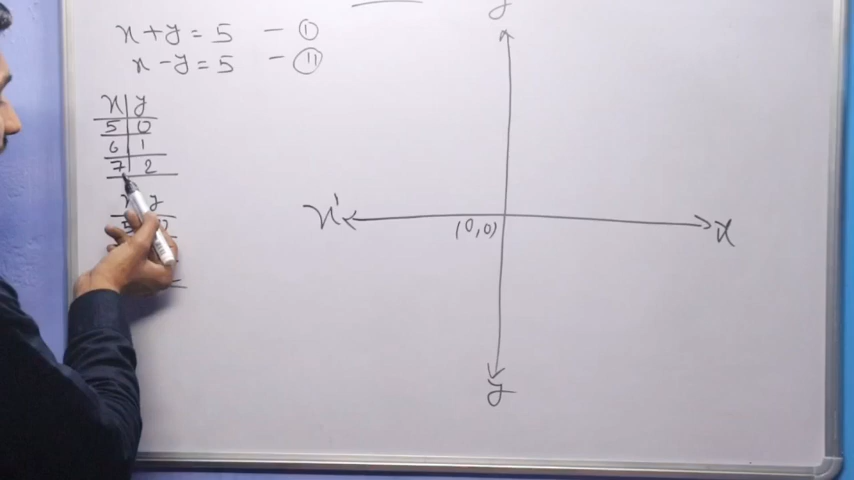 x + y = 5 - ①
x - y = 5 - ⑪
x y
5 0
6 1
7 2
y
y
x'
(0,0)
x
y